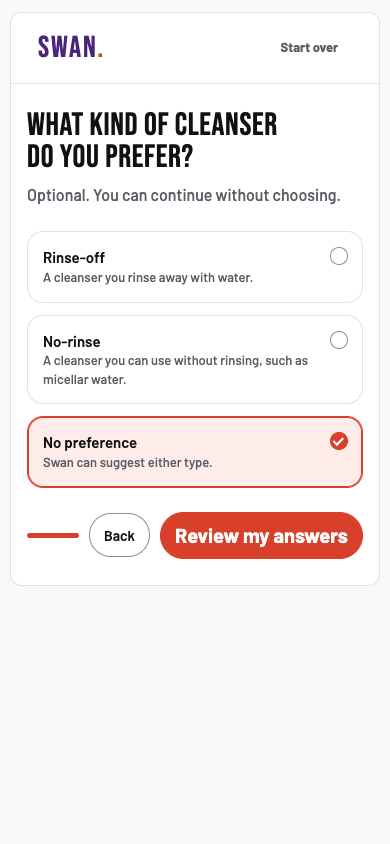 SWAN.
Start over
WHAT KIND OF CLEANSER
DO YOU PREFER?
Optional. You can continue without choosing.
Rinse-off
A cleanser you rinse away with water.
No-rinse
A cleanser you can use without rinsing, such as
micellar water.
No preference
Swan can suggest either type.
Back
Review my answers